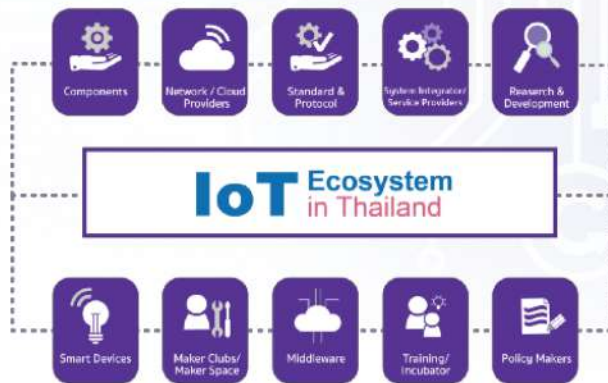 Components
Network / Cloud
Providers
Standard &
Protocol
System Integrator/
Service Providers
Research &
Development
IoT Ecosystem
in Thailand
Smart Devices
Maker Clubs/
Maker Space
Middleware
Training/
Incubator
Policy Makers